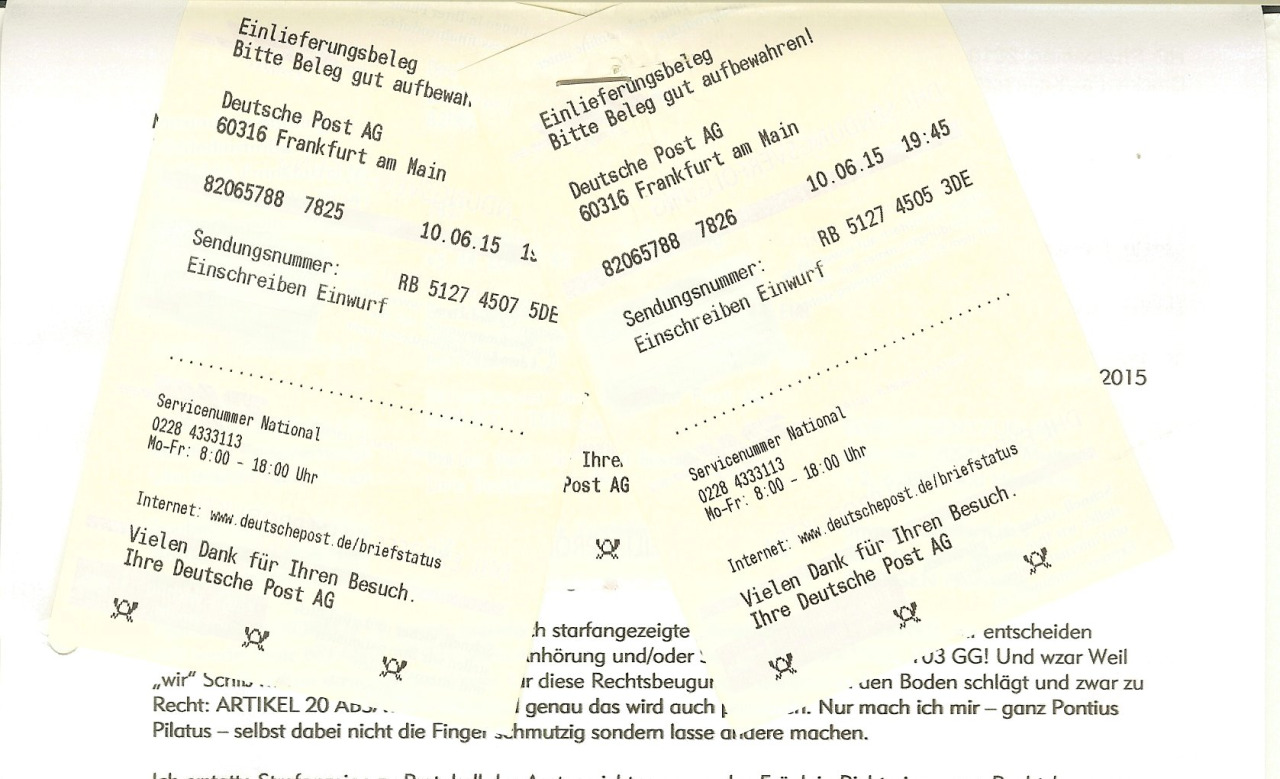 Einlieferungsbeleg
Bitte Beleg gut
Deutsche Post AG
60316 Frankfurt am Main
82065788 7825
10.06.15
Sendungsnummer:
RB 5127 4507 5DE
Einschreiben Einwurf
Servicenummer National
0228 4333113
Mo-Fr: 8:00 - 18:00 Uhr
Internet: www.deutschepost.de/briefstatus
Vielen Dank für Ihren Besuch.
Ihre Deutsche Post AG
Einlieferungsbeleg
Bitte Beleg gut aufbewahren!
Deutsche Post AG
60316 Frankfurt am Main
82065788 7826
10.06.15 19:45
Sendungsnummer:
RB 5127 4505 3DE
Einschreiben Einwurf
Servicenummer National
0228 4333113
Mo-Fr: 8:00 - 18:00 Uhr
Internet: www.deutschepost.de/briefstatus
Vielen Dank für Ihren Besuch.
Ihre Deutsche Post AG
Ihre
Post AG
2015
starfangezeigte entscheiden
und/oder GG! Und wzar Weil
„wir“ diese den Boden schlägt und zwar zu
Recht: ARTIKEL 20 genau das wird auch Nur mach ich mir – ganz Pontius
Pilatus – selbst dabei nicht die Finger schmutzig sondern lasse andere machen.